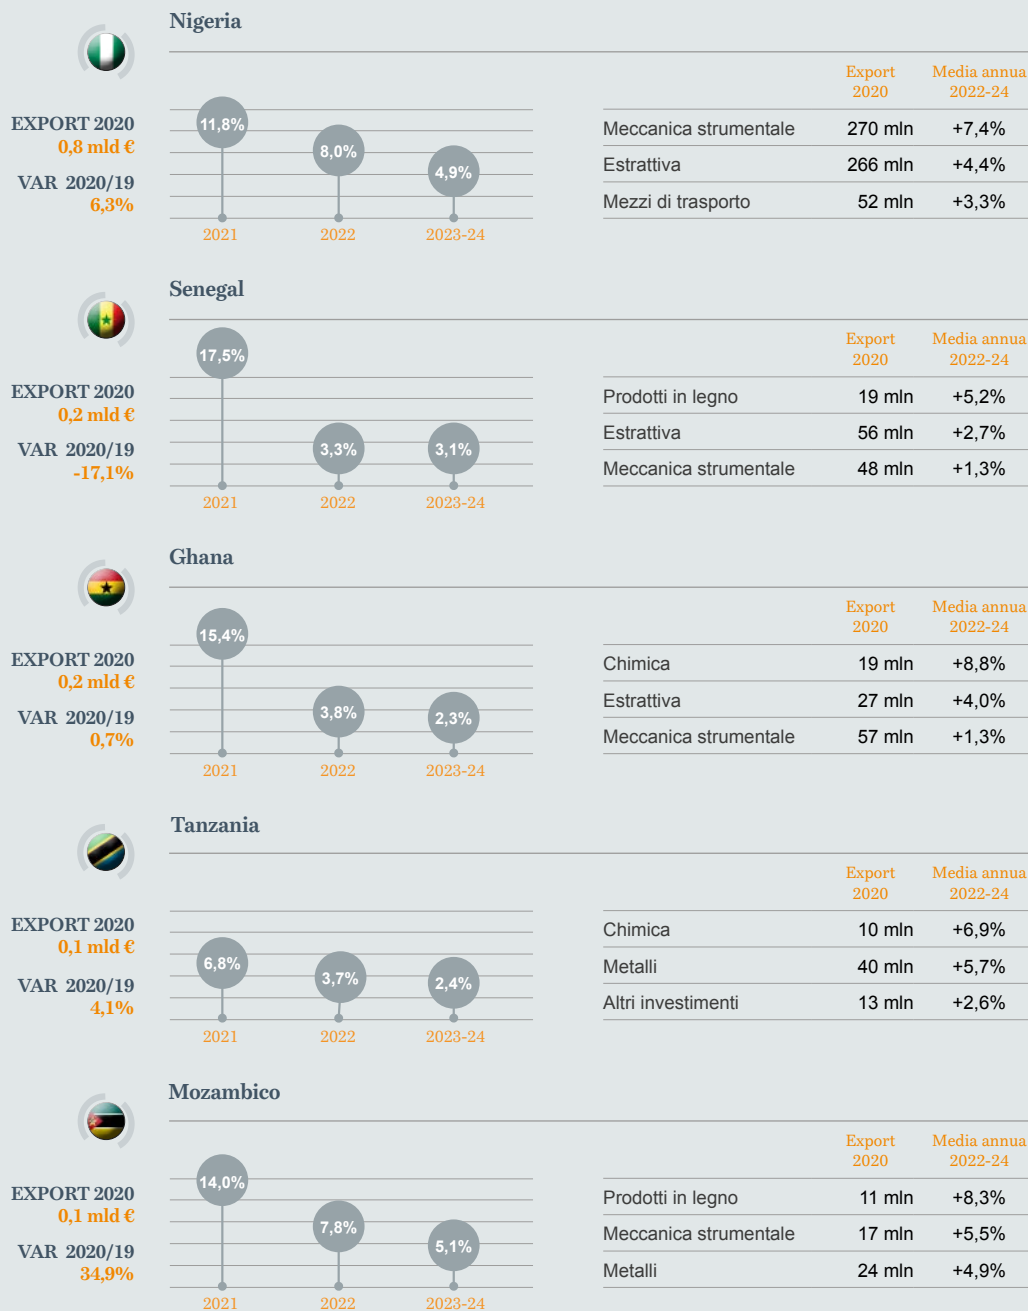 Nigeria
EXPORT 2020
0,8 mld €
VAR 2020/19
6,3%
11,8%
8,0%
4,9%
2021 2022 2023-24
Export Media annua
2020 2022-24
Meccanica strumentale 270 mln +7,4%
Estrattiva 266 mln +4,4%
Mezzi di trasporto 52 mln +3,3%
Senegal
EXPORT 2020
0,2 mld €
VAR 2020/19
-17,1%
17,5%
3,3% 3,1%
2021 2022 2023-24
Export Media annua
2020 2022-24
Prodotti in legno 19 mln +5,2%
Estrattiva 56 mln +2,7%
Meccanica strumentale 48 mln +1,3%
Ghana
EXPORT 2020
0,2 mld €
VAR 2020/19
0,7%
15,4%
3,8% 2,3%
2021 2022 2023-24
Export Media annua
2020 2022-24
Chimica 19 mln +8,8%
Estrattiva 27 mln +4,0%
Meccanica strumentale 57 mln +1,3%
Tanzania
EXPORT 2020
0,1 mld €
VAR 2020/19
4,1%
6,8% 3,7% 2,4%
2021 2022 2023-24
Export Media annua
2020 2022-24
Chimica 10 mln +6,9%
Metalli 40 mln +5,7%
Altri investimenti 13 mln +2,6%
Mozambico
EXPORT 2020
0,1 mld €
VAR 2020/19
34,9%
14,0%
7,8%
5,1%
2021 2022 2023-24
Export Media annua
2020 2022-24
Prodotti in legno 11 mln +8,3%
Meccanica strumentale 17 mln +5,5%
Metalli 24 mln +4,9%